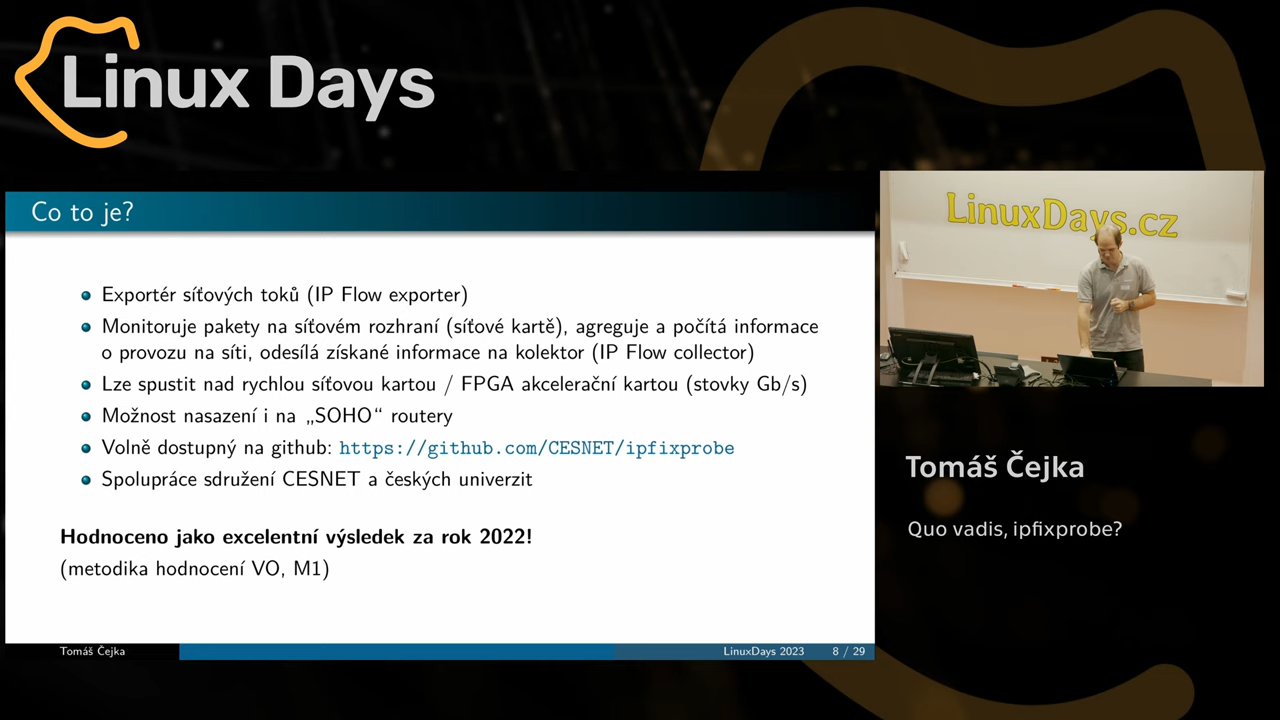 Linux Days
Co to je?
Exportér síťových toků (IP Flow exporter)
Monitoruje pakety na síťovém rozhraní (síťové kartě), agreguje a počítá informace
o provozu na síti, odesílá získané informace na kolektor (IP Flow collector)
Lze spustit nad rychlou síťovou kartou / FPGA akcelerační kartou (stovky Gb/s)
Možnost nasazení i na „SOHO“ routery
Volně dostupný na github: https://github.com/CESNET/ipfixprobe
Spolupráce sdružení CESNET a českých univerzit
Hodnoceno jako excelentní výsledek za rok 2022!
(metodika hodnocení VO, M1)
Tomáš Čejka
LinuxDays 2023
8 / 29
LinuxDays.cz
Tomáš Čejka
Quo vadis, ipfixprobe?